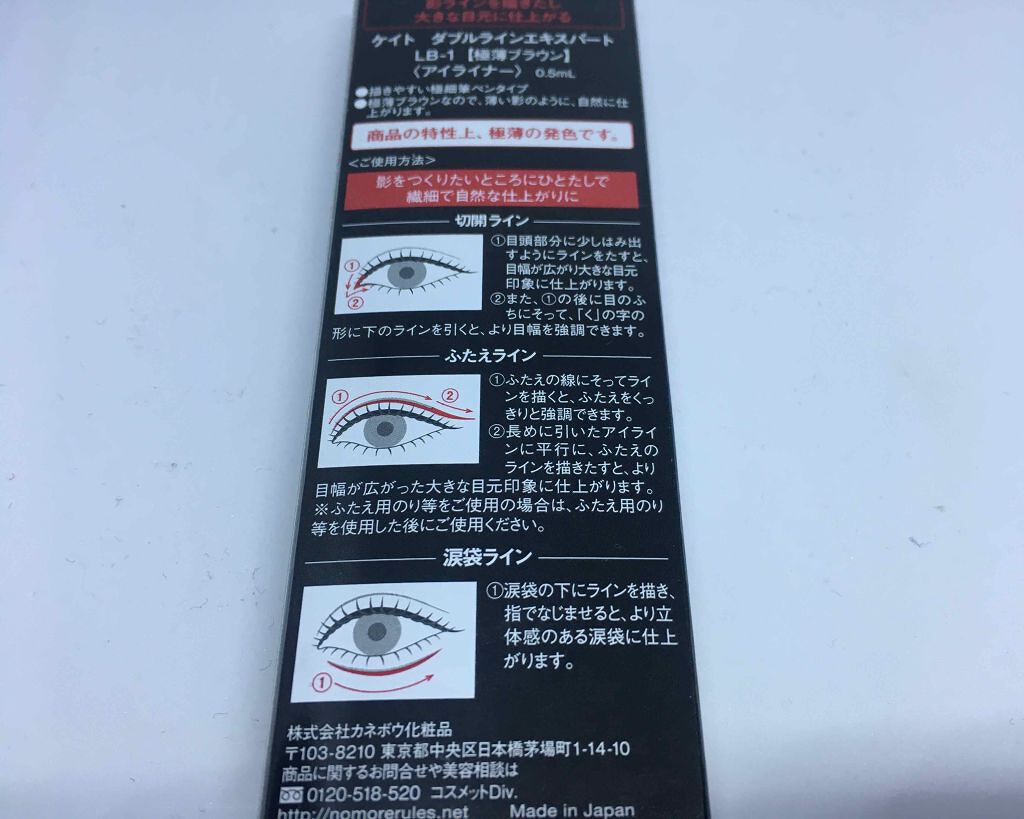 影ラインを描きたし
大きな目元に仕上がる
ケイト ダブルラインエキスパート
LB-1【極薄ブラウン】
〈アイライナー〉 0.5mL
●描きやすい極細筆ペンタイプ
●極薄ブラウンなので、薄い影のように、自然に仕
上がります。
商品の特性上、極薄の発色です。
<ご使用方法>
影をつくりたいところにひとたしで
繊細で自然な仕上がりに
切開ライン
①
②
①目頭部分に少しはみ出
すようにラインをたすと、
目幅が広がり大きな目元
印象に仕上がります。
②また、①の後に目のふ
ちにそって、「く」の字の
形に下のラインを引くと、より目幅を強調できます。
ふたえライン
① ②
①ふたえの線にそってライ
ンを描くと、ふたえをくっ
きりと強調できます。
②長めに引いたアイライ
ンに平行に、ふたえの
ラインを描きたすと、より
目幅が広がった大きな目元印象に仕上がります。
※ふたえ用のり等をご使用の場合は、ふたえ用のり
等を使用した後にご使用ください。
涙袋ライン
①
①涙袋の下にラインを描き、
指でなじませると、より立
体感のある涙袋に仕上
がります。
株式会社カネボウ化粧品
〒103-8210 東京都中央区日本橋茅場町1-14-10
商品に関するお問合せや美容相談は
0120-518-520 コスメットDiv.
http://nomorerules.net Made in Japan